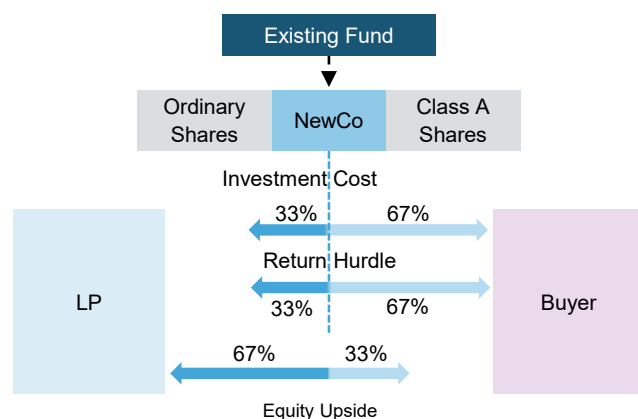 Existing Fund
Ordinary
Shares
NewCo
Class A
Shares
Investment Cost
33%
67%
Return Hurdle
33%
67%
LP
Buyer
67%
33%
Equity Upside